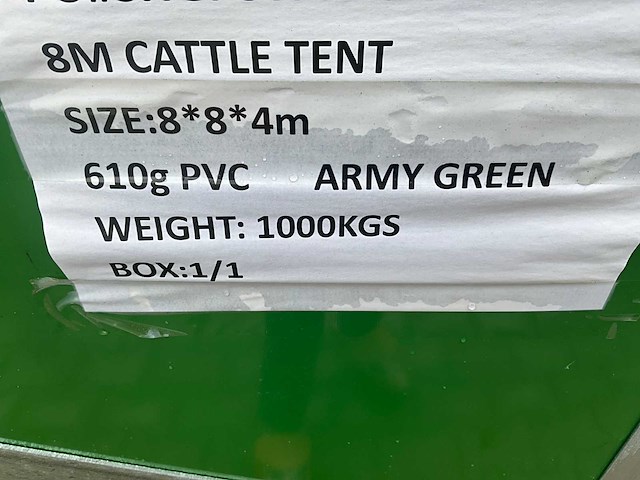 8M CATTLE TENT
SIZE:8*8*4m
610g PVC ARMY GREEN
WEIGHT: 1000KGS
BOX:1/1